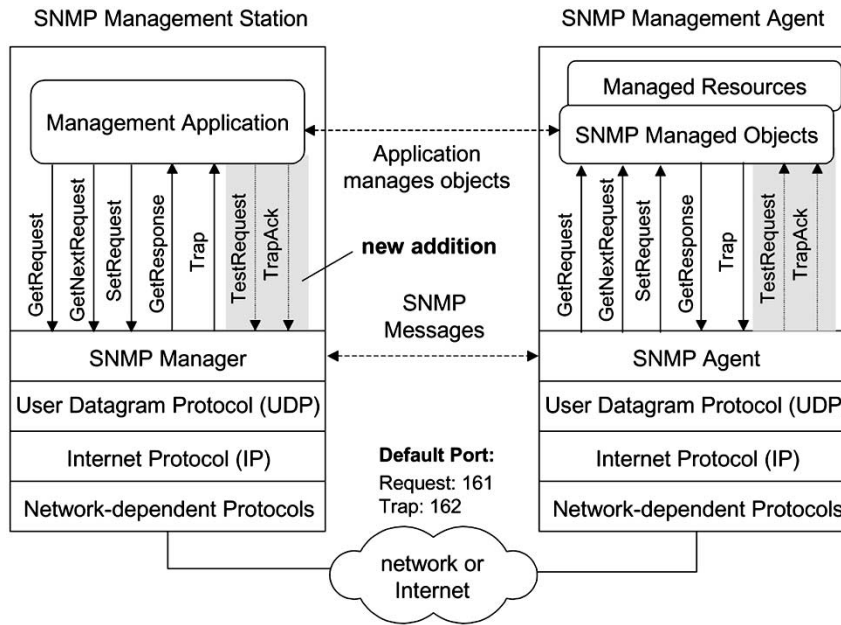 SNMP Management Station
Management Application
GetRequest
GetNextRequest
SetRequest
GetResponse
Trap
TestRequest
TrapAck
SNMP Manager
User Datagram Protocol (UDP)
Internet Protocol (IP)
Network-dependent Protocols
Application
manages objects
new addition
SNMP
Messages
Default Port:
Request: 161
Trap: 162
network or
Internet
SNMP Management Agent
Managed Resources
SNMP Managed Objects
GetRequest
GetNextRequest
SetRequest
GetResponse
Trap
TestRequest
TrapAck
SNMP Agent
User Datagram Protocol (UDP
Internet Protocol (IP)
Network-dependent Protocols